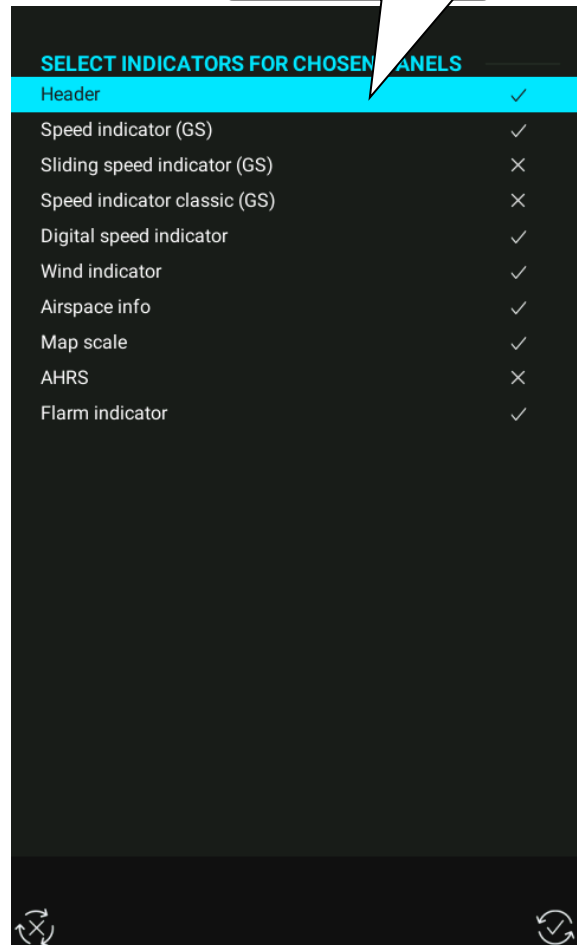 SELECT INDICATORS FOR CHOSEN PANELS
Header
Speed indicator (GS)
Sliding speed indicator (GS)
Speed indicator classic (GS)
Digital speed indicator
Wind indicator
Airspace info
Map scale
AHRS
Flarm indicator